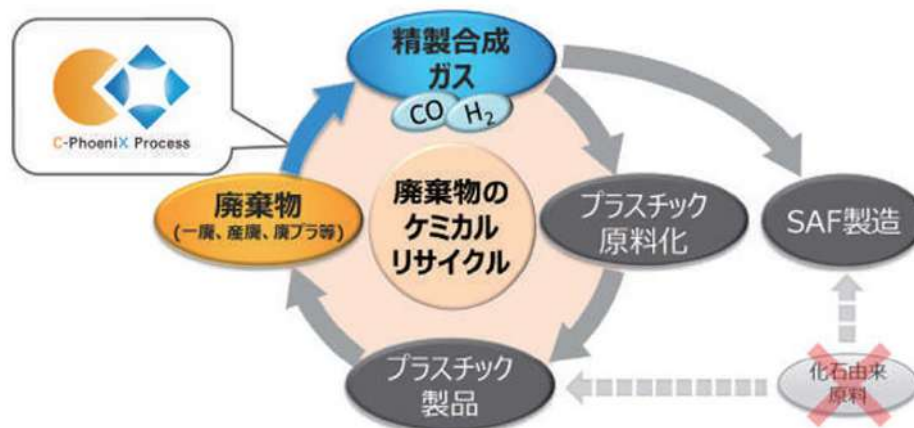 精製合成
ガス
CO H₂
C-PhoeniX Process
廃棄物
(一廃、産廃、廃プラ等)
廃棄物の
ケミカル
リサイクル
プラスチック
原料化
SAF製造
プラスチック
製品
化石由来
原料